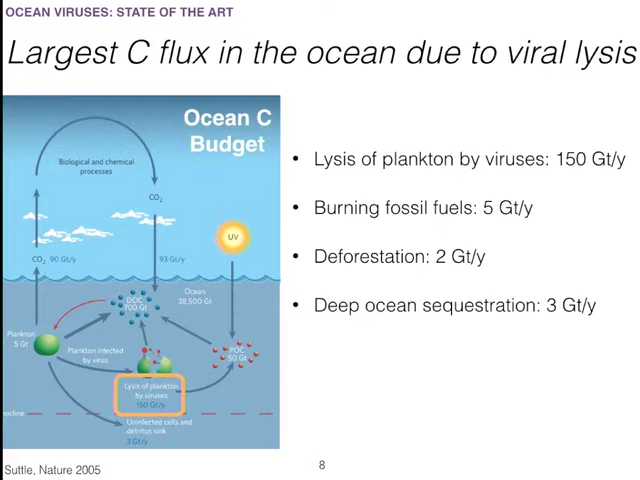 OCEAN VIRUSES: STATE OF THE ART
Largest C flux in the ocean due to viral lysis
Ocean C
Budget
Biological and chemical
processes
CO2
UV
CO2 90 Gt/y
93 Gt/y
DOC
700 Gt
Ocean
38,500 Gt
Plankton
5 Gt
Plankton infected
by virus
POC
50 Gt
Lysis of plankton
by viruses
150 Gt/y
nocline
Uninfected cells and
detritus sink
3 Gt/y
• Lysis of plankton by viruses: 150 Gt/y
• Burning fossil fuels: 5 Gt/y
• Deforestation: 2 Gt/y
• Deep ocean sequestration: 3 Gt/y
Suttle, Nature 2005
8